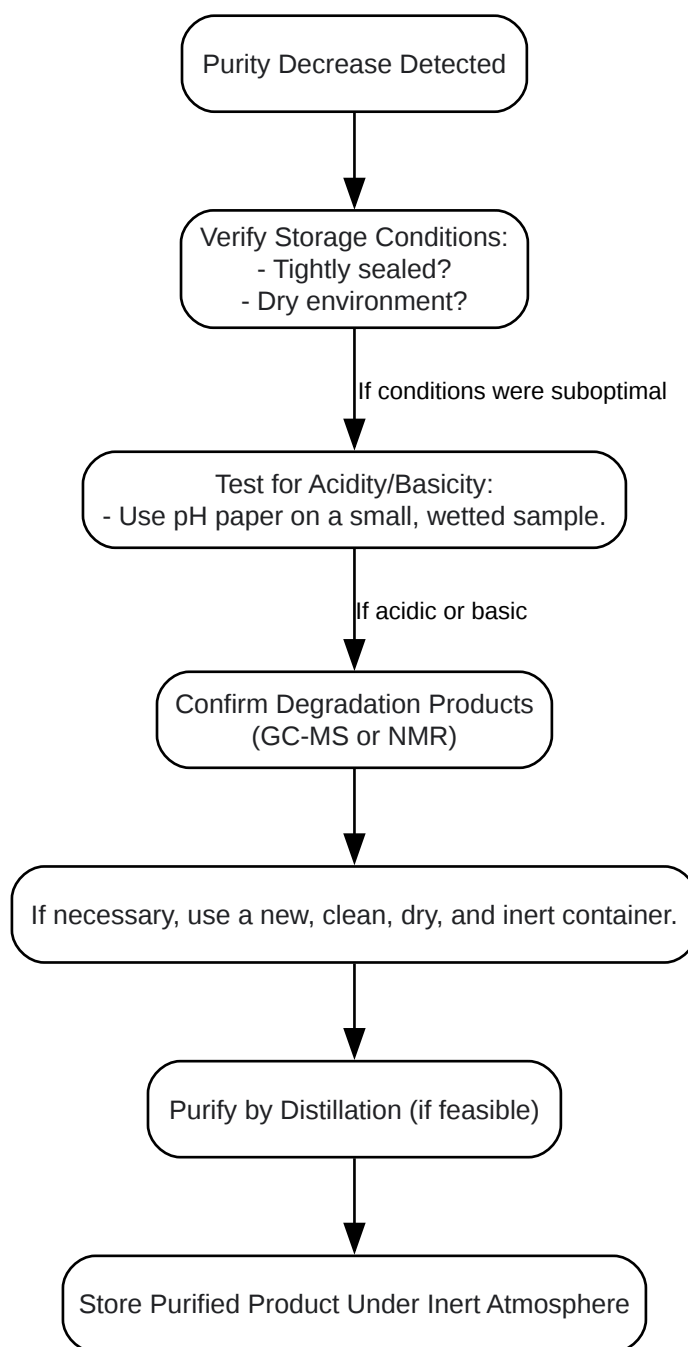 Purity Decrease Detected
Verify Storage Conditions:
- Tightly sealed?
- Dry environment?
If conditions were suboptimal
Test for Acidity/Basicity:
- Use pH paper on a small, wetted sample.
If acidic or basic
Confirm Degradation Products
(GC-MS or NMR)
If necessary, use a new, clean, dry, and inert container.
Purify by Distillation (if feasible)
Store Purified Product Under Inert Atmosphere